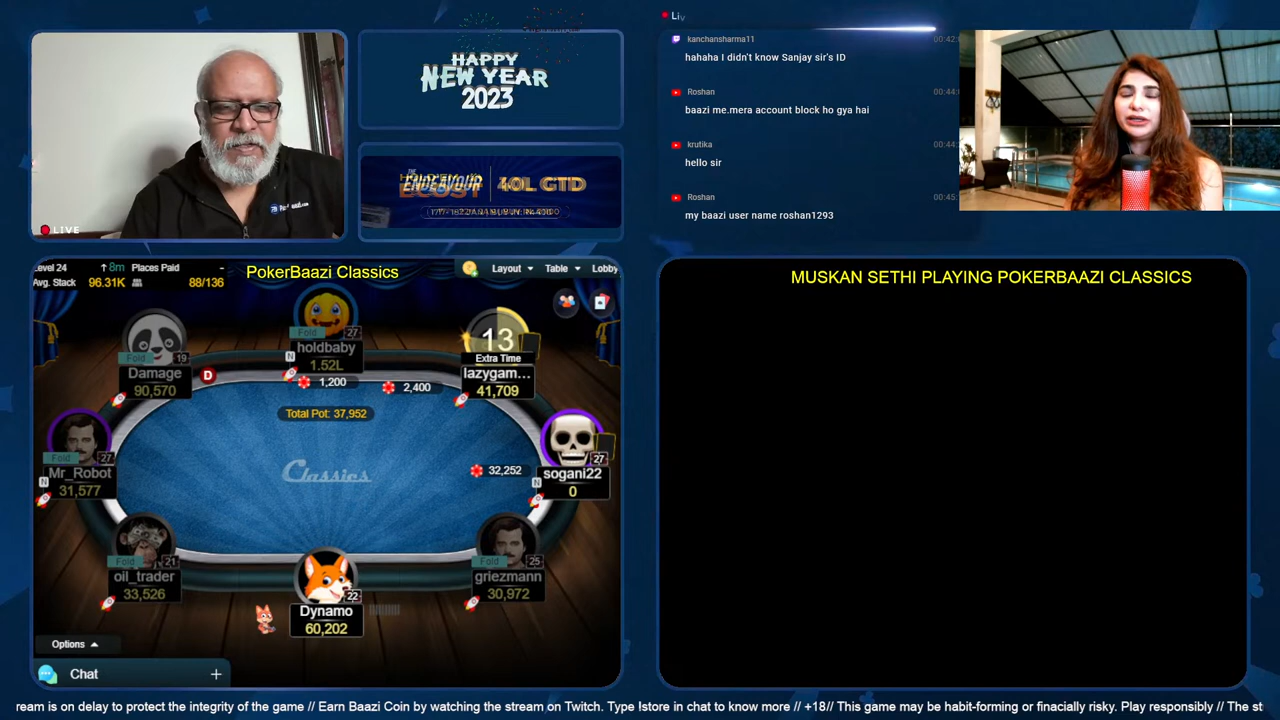 LIVE
HAPPY
NEW YEAR
2023
40L GTD
Liv
kanchansharma11
00:42:
hahaha I didn't know Sanjay sir's ID
Roshan
00:44:
baazi me.mera account block ho gya hai
krutika
00:44:
hello sir
Roshan
00:45:
my baazi user name roshan1293
Level 24
8m
Places Paid
-
Avg. Stack
96.31K
88/136
PokerBaazi Classics
Layout
Table
Lobby
Fold
27
holdbaby
1.52L
N
Fold
19
Damage
90,570
D
13
Extra Time
lazygam...
41,709
1,200
2,400
Total Pot: 37,952
Classics
Fold
27
Mr_Robot
31,577
N
32,252
27
sogani22
0
N
Fold
21
oil_trader
33,526
22
Dynamo
60,202
Fold
25
griezmann
30,972
Options
Chat
+
MUSKAN SETHI PLAYING POKERBAAZI CLASSICS
ream is on delay to protect the integrity of the game // Earn Baazi Coin by watching the stream on Twitch. Type !store in chat to know more // +18// This game may be habit-forming or finacially risky. Play responsibly // The st